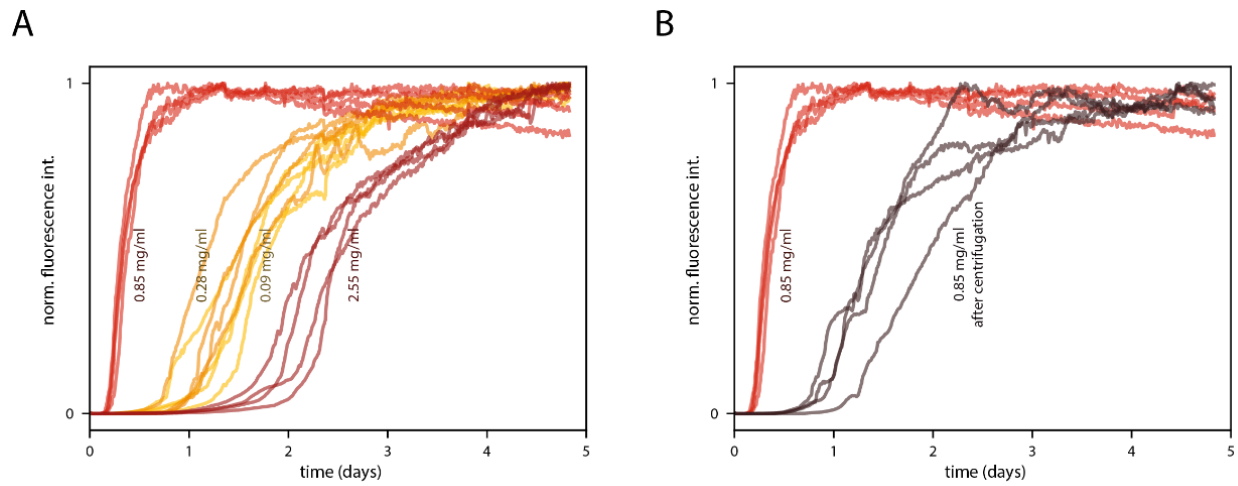 A
norm. fluorescence int.
1
0
0.85 mg/ml
0.28 mg/ml
0.09 mg/ml
2.55 mg/ml
0 1 2 3 4 5
time (days)
B
norm. fluorescence int.
1
0
0.85 mg/ml
0.85 mg/ml
after centrifugation
0 1 2 3 4 5
time (days)